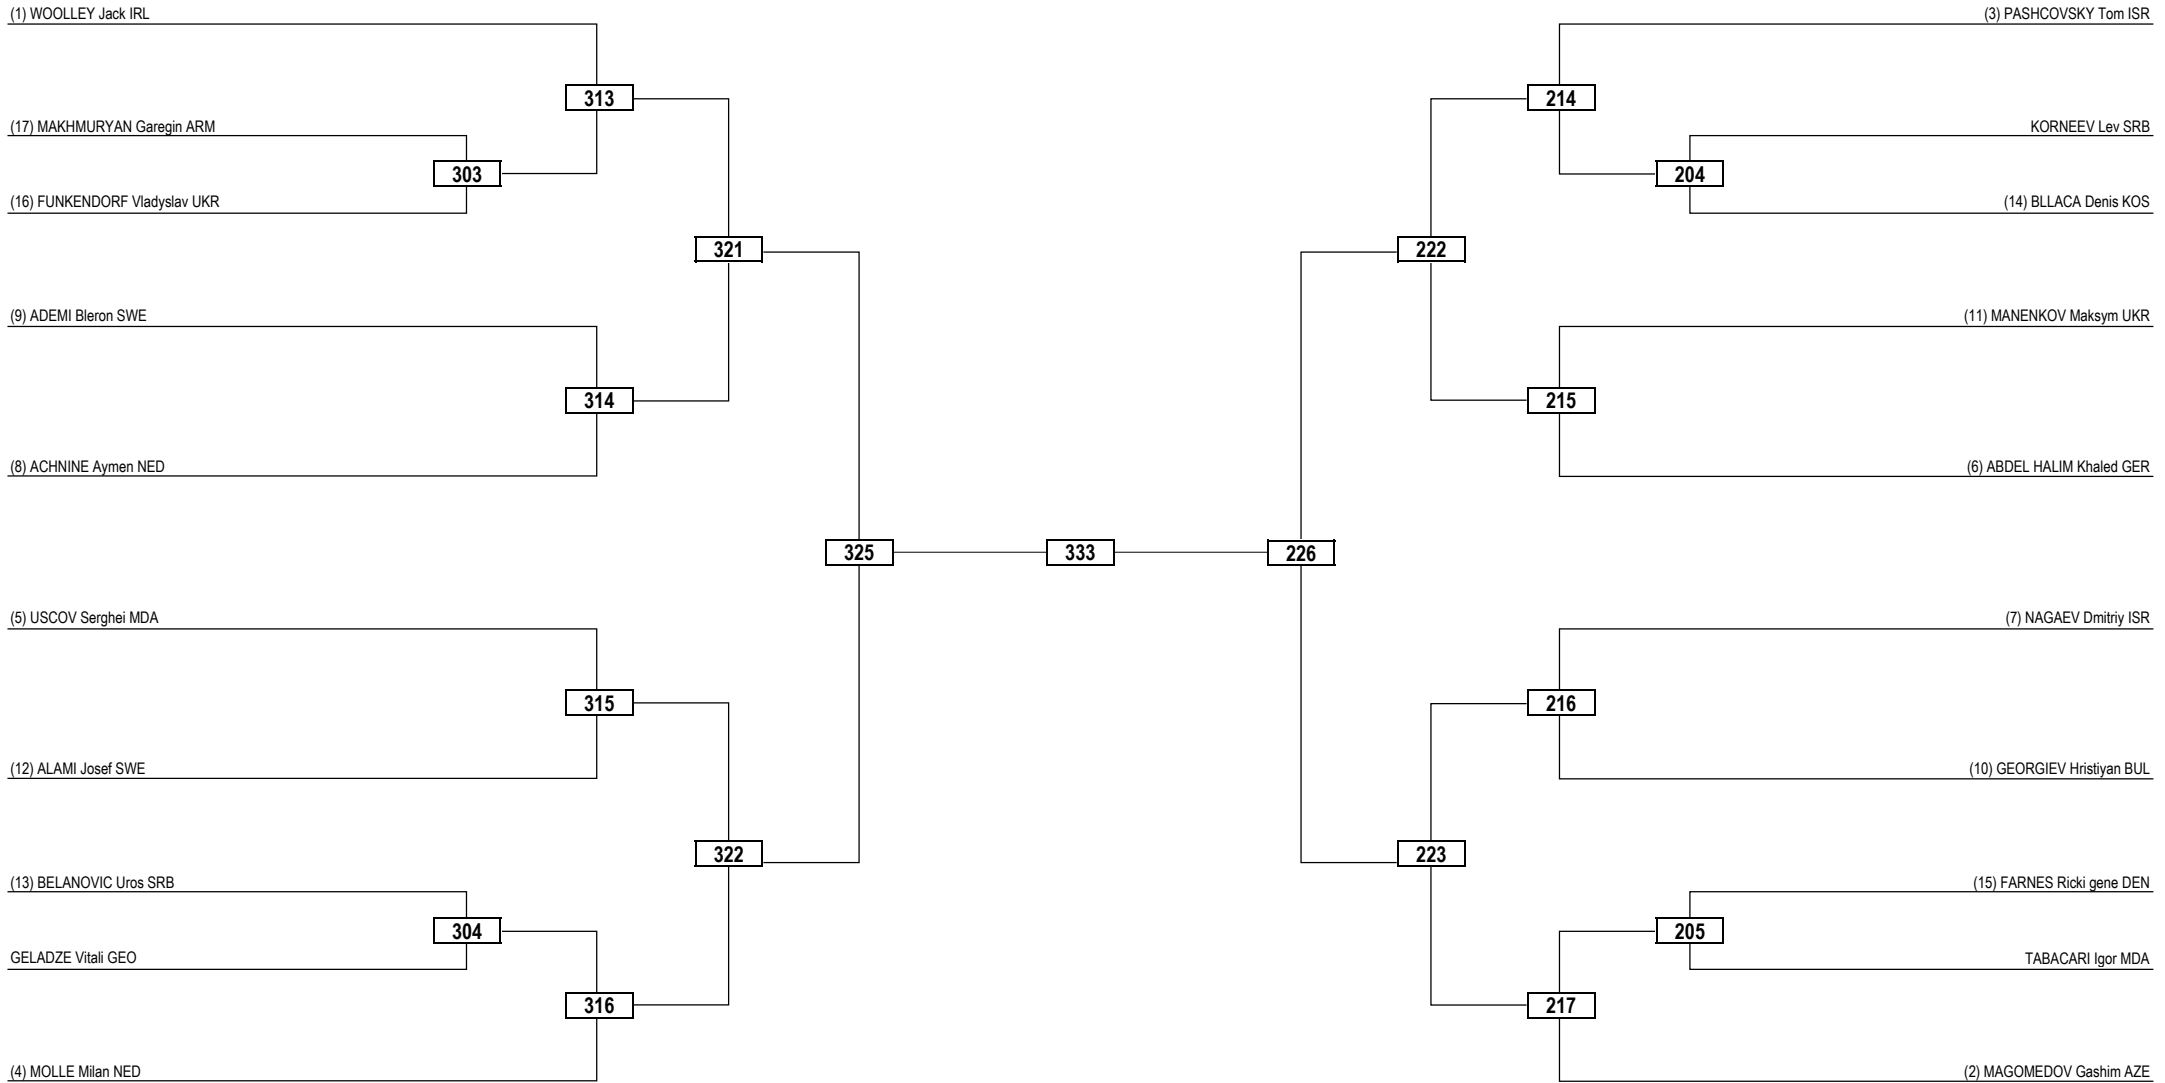 (1) WOOLLEY Jack IRL
(3) PASHCOVSKY Tom ISR
313
214
(17) MAKHMURYAN Garegin ARM
KORNEEV Lev SRB
303
204
(16) FUNKENDORF Vladyslav UKR
(14) BLLACA Denis KOS
321
222
(9) ADEMI Bleron SWE
(11) MANENKOV Maksym UKR
314
215
(8) ACHNINE Aymen NED
(6) ABDEL HALIM Khaled GER
325
333
226
(5) USCOV Serghei MDA
(7) NAGAEV Dmitriy ISR
315
216
(12) ALAMI Josef SWE
(10) GEORGIEV Hristiyan BUL
322
223
(13) BELANOVIC Uros SRB
(15) FARNES Ricki gene DEN
304
205
GELADZE Vitali GEO
TABACARI Igor MDA
316
217
(4) MOLLE Milan NED
(2) MAGOMEDOV Gashim AZE